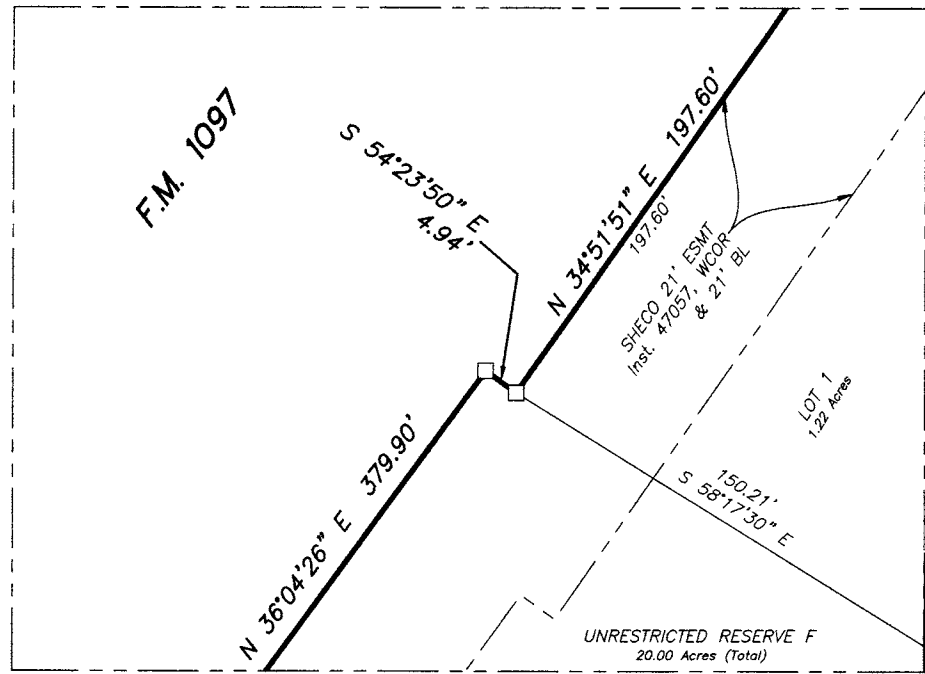 F.M. 1097
S 54°23'50" E
4.94'
N 34°51'51" E 197.60'
197.60'
SHECO 21' ESMT
Inst. 47057, WCOR
& 21' BL
LOT 1
1.22 Acres
N 36°04'26" E 379.90'
150.21'
S 58°17'30" E
UNRESTRICTED RESERVE F
20.00 Acres (Total)